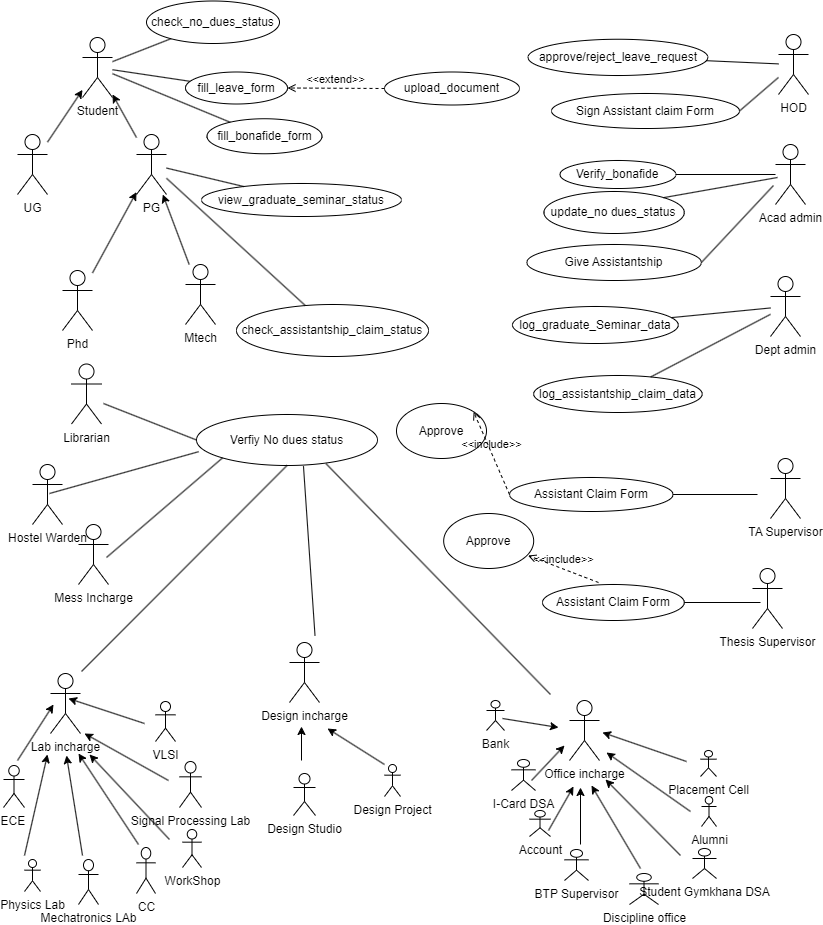 check_no_dues_status
approve/reject_leave_request
<<extend>>
fill_leave_form
upload_document
Student
Sign Assistant claim Form
HOD
fill_bonafide_form
Verify_bonafide
UG
PG
view_graduate_seminar_status
update_no dues_status
Acad admin
Give Assistantship
Phd
Mtech
check_assistantship_claim_status
log_graduate_Seminar_data
Dept admin
log_assistantship_claim_data
Librarian
Verfiy No dues status
Approve
<<include>>
Assistant Claim Form
Hostel Warden
TA Supervisor
Approve
<<include>>
Mess Incharge
Assistant Claim Form
Thesis Supervisor
Design incharge
Lab incharge
VLSI
Bank
Office incharge
Placement Cell
I-Card DSA
Design Project
ECE
Signal Processing Lab
Design Studio
Account
Alumni
WorkShop
BTP Supervisor
Student Gymkhana DSA
Physics Lab
Mechatronics LAb
CC
Discipline office